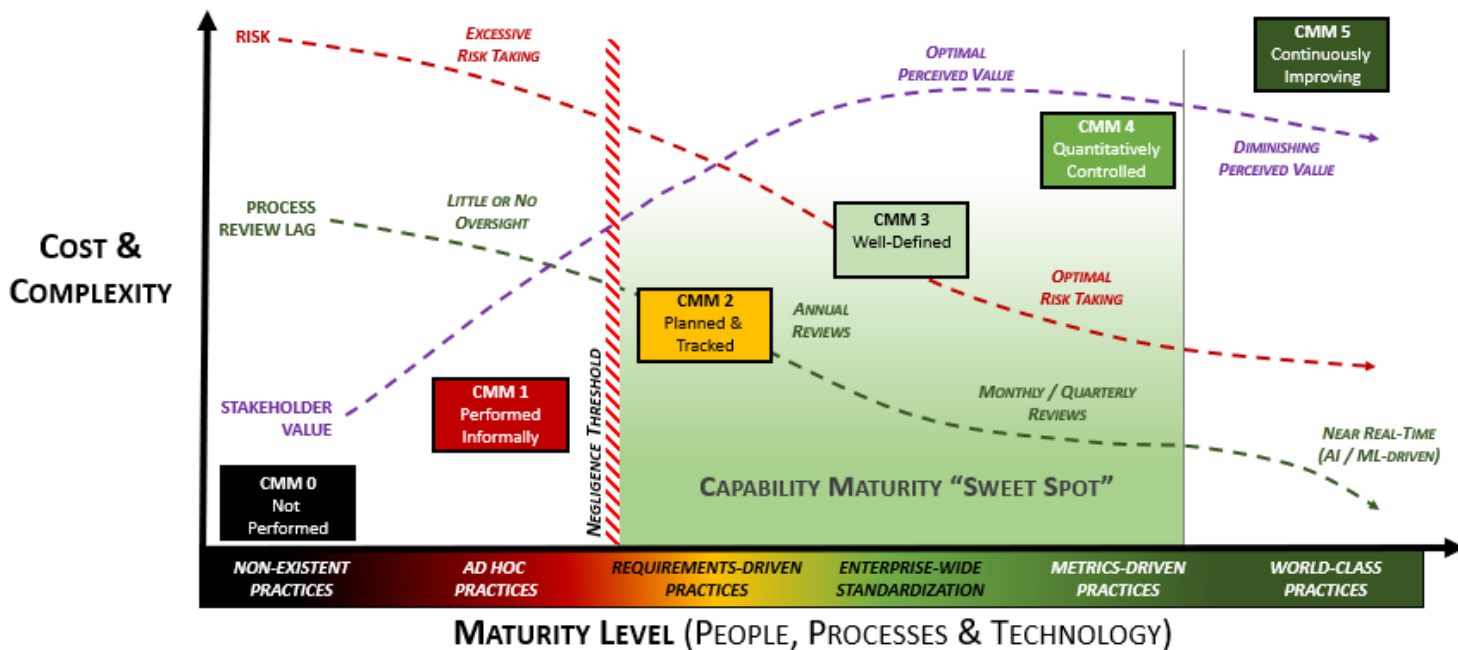 RISK
EXCESSIVE
RISK TAKING
OPTIMAL
PERCEIVED VALUE
CMM 5
Continuously
Improving
CMM 4
Quantitatively
Controlled
DIMINISHING
PERCEIVED VALUE
PROCESS
REVIEW LAG
LITTLE OR NO
OVERSIGHT
CMM 3
Well-Defined
COST &
COMPLEXITY
CMM 2
Planned &
Tracked
ANNUAL
REVIEWS
OPTIMAL
RISK TAKING
NEGLIGENCE THRESHOLD
STAKEHOLDER
VALUE
CMM 1
Performed
Informally
MONTHLY / QUARTERLY
REVIEWS
NEAR REAL-TIME
(AI / ML-DRIVEN)
CMM 0
Not
Performed
CAPABILITY MATURITY “SWEET SPOT”
NON-EXISTENT
PRACTICES
AD HOC
PRACTICES
REQUIREMENTS-DRIVEN
PRACTICES
ENTERPRISE-WIDE
STANDARDIZATION
METRICS-DRIVEN
PRACTICES
WORLD-CLASS
PRACTICES
MATURITY LEVEL (PEOPLE, PROCESSES & TECHNOLOGY)